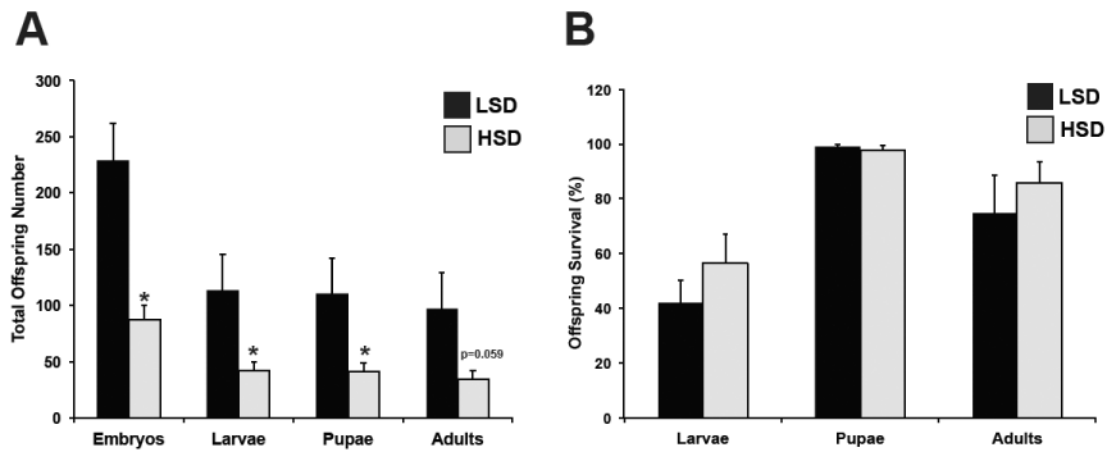 A
Total Offspring Number
300
250
200
150
100
50
0
LSD
HSD
*
*
*
p=0.059
Embryos Larvae Pupae Adults
B
Offspring Survival (%)
120
100
80
60
40
20
0
LSD
HSD
Larvae Pupae Adults